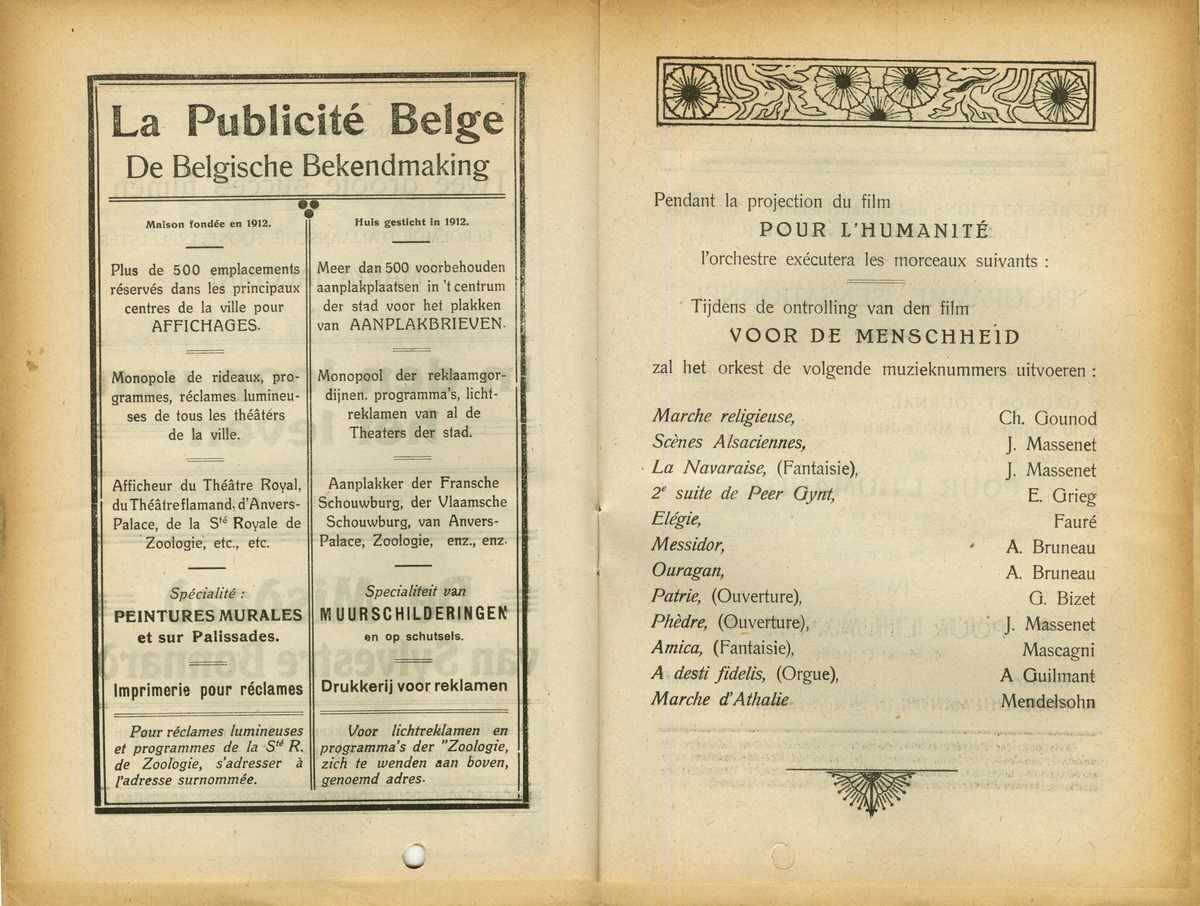 La Publicité Belge
De Belgische Bekendmaking
Maison fondée en 1912.
Plus de 500 emplacements
réservés dans les principaux
centres de la ville pour
AFFICHAGES.
Monopole de rideaux, pro-
grammes, réclames lumineu-
ses de tous les théâtérs
de la ville.
Afficheur du Théâtre Royal,
du Théâtre flamand, d'Anvers-
Palace, de la Sté Royale de
Zoologie, etc., etc.
Spécialité :
PEINTURES MURALES
et sur Palissades.
Imprimerie pour réclames
Pour réclames lumineuses
et programmes de la Sté R.
de Zoologie, s'adresser à
l'adresse surnommée.
Huis gesticht in 1912.
Meer dan 500 voorbehouden
aanplakplaatsen in 't centrum
der stad voor het plakken
van AANPLAKBRIEVEN.
Monopool der reklaamgor-
dijnen. programma's, licht-
reklamen van al de
Theaters der stad.
Aanplakker der Fransche
Schouwburg, der Vlaamsche
Schouwburg, van Anvers-
Palace, Zoologie, enz., enz.
Specialiteit van
MUURSCHILDERINGEN
en op schutsels.
Drukkerij voor reklamen
Voor lichtreklamen en
programma's der "Zoologie,
zich te wenden aan boven,
genoemd adres.
Pendant la projection du film
POUR L'HUMANITÉ
l'orchestre exécutera les morceaux suivants :
Tijdens de ontrolling van den film
VOOR DE MENSCHHEID
zal het orkest de volgende muzieknummers uitvoeren :
Marche religieuse, Ch. Gounod
Scènes Alsaciennes, J. Massenet
La Navaraise, (Fantaisie), J. Massenet
2e suite de Peer Gynt, E. Grieg
Elégie, Fauré
Messidor, A. Bruneau
Ouragan, A. Bruneau
Patrie, (Ouverture), G. Bizet
Phèdre, (Ouverture), J. Massenet
Amica, (Fantaisie), Mascagni
A desti fidelis, (Orgue), A Guilmant
Marche d'Athalie Mendelsohn